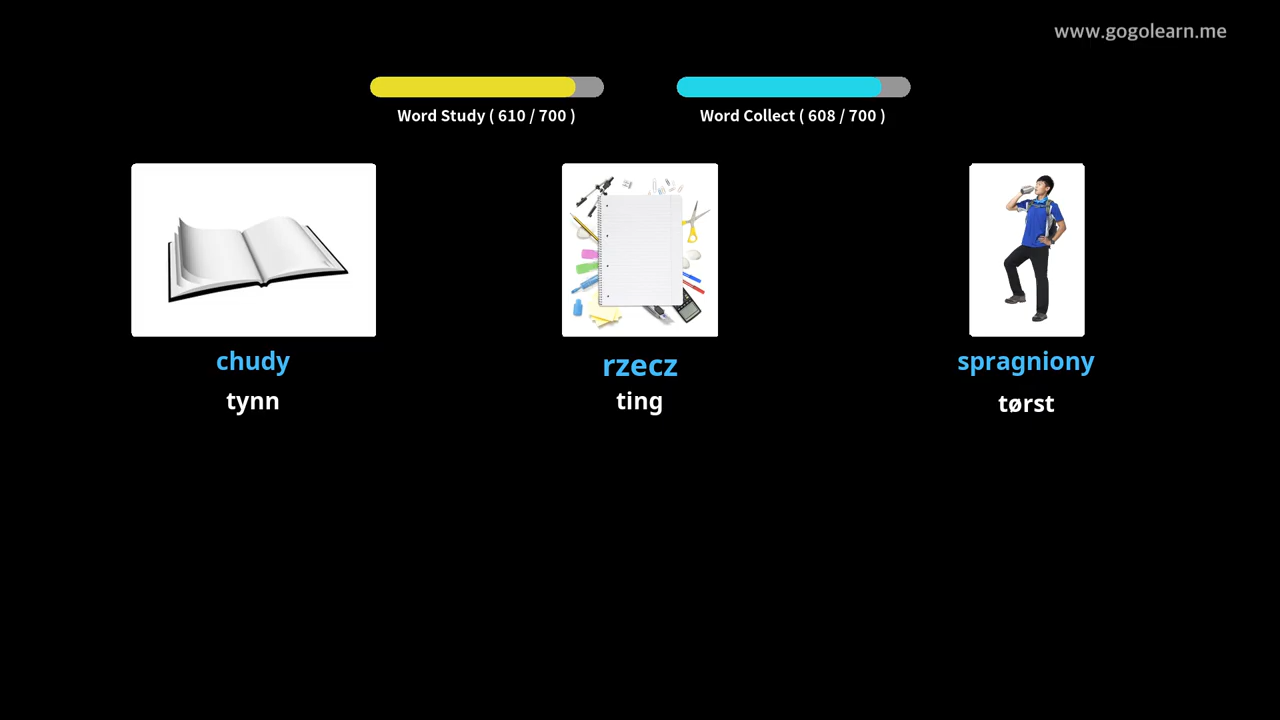 www.gogolearn.me
Word Study ( 610 / 700 )
Word Collect ( 608 / 700 )
chudy
rzecz
spragniony
tynn
ting
tørst